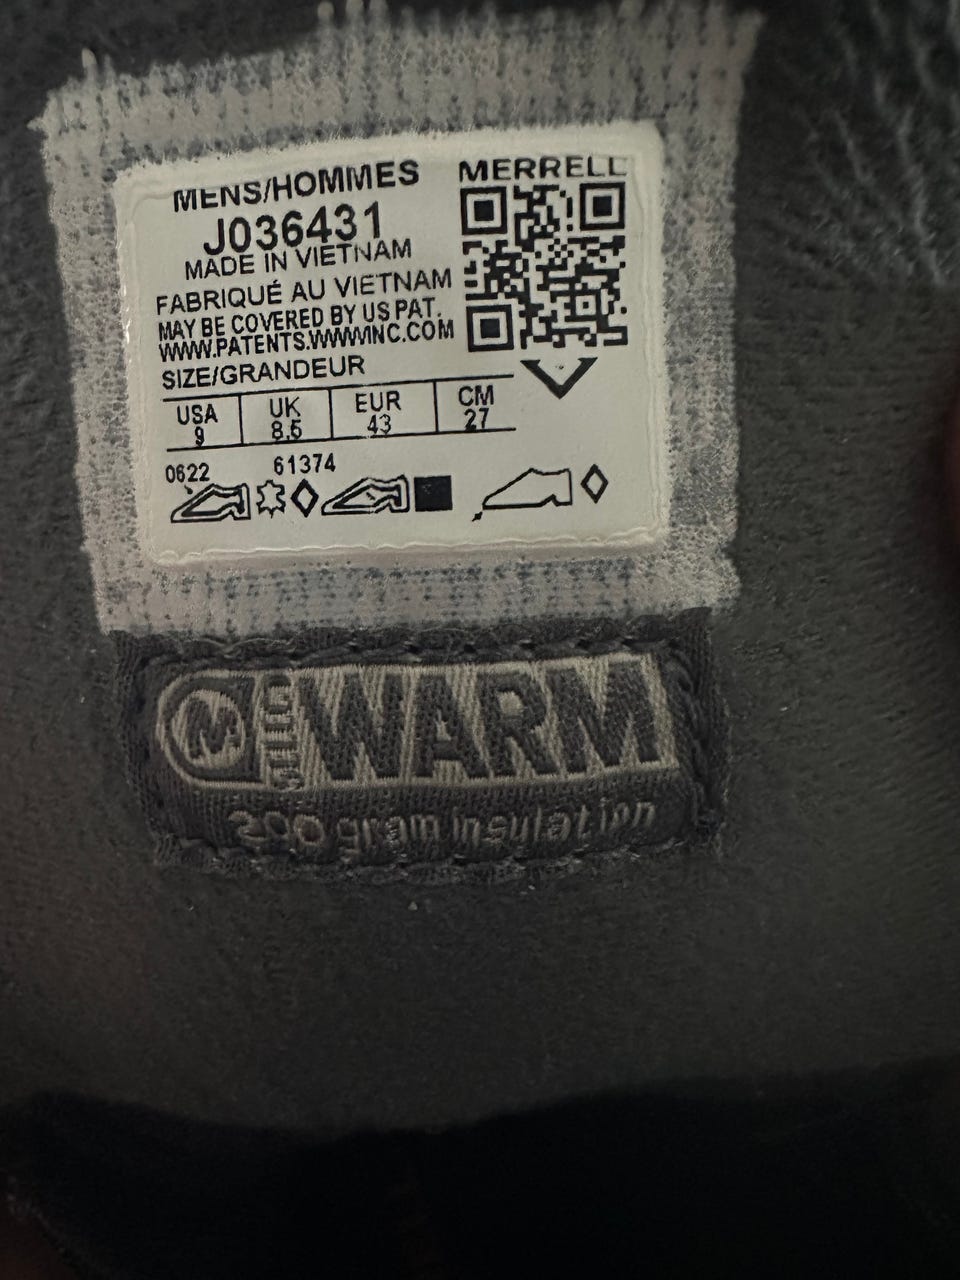 MENS/HOMMES
MERRELL
J036431
MADE IN VIETNAM
FABRIQUÉ AU VIETNAM
MAY BE COVERED BY US PAT.
WWW.PATENTS.WWWINC.COM
SIZE/GRANDEUR
USA UK EUR CM
9 8.5 43 27
0622 61374
M WARM
200 gram insulation